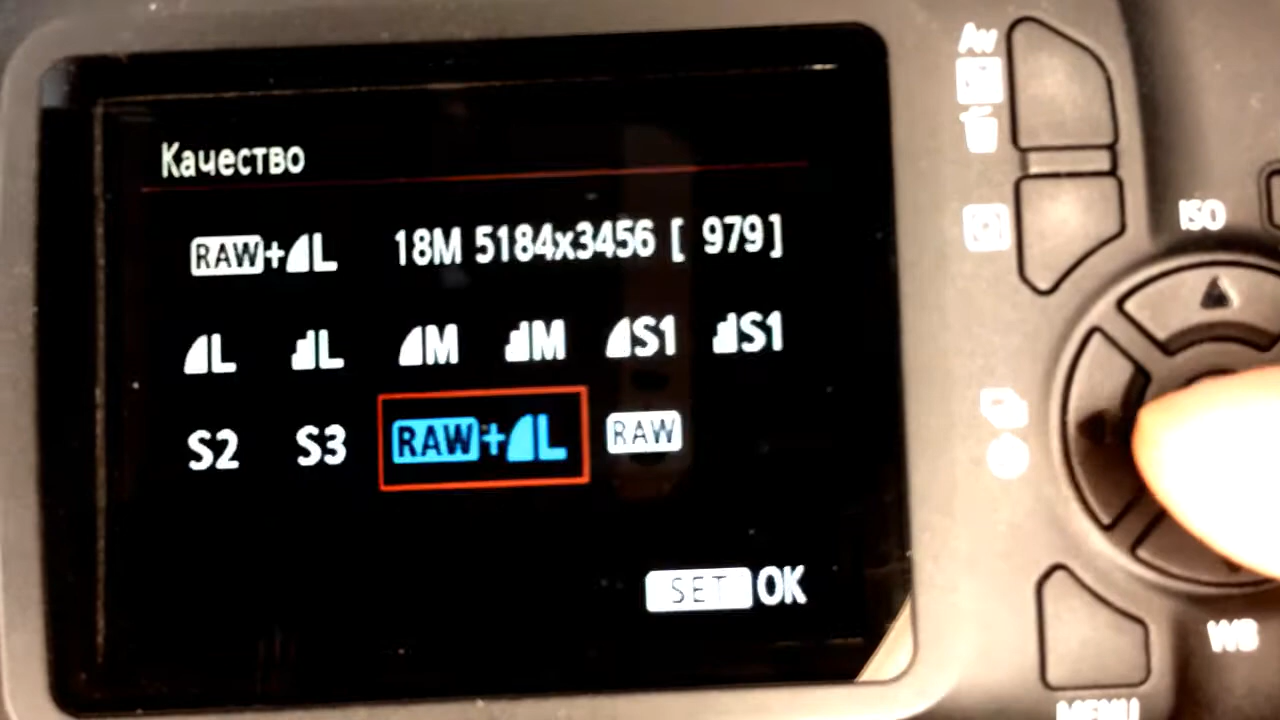 Качество
RAW+L 18M 5184x3456 [ 979]
L L M M S1 S1
S2 S3 RAW+L RAW
SET OK
Av
ISO
WB
MENU